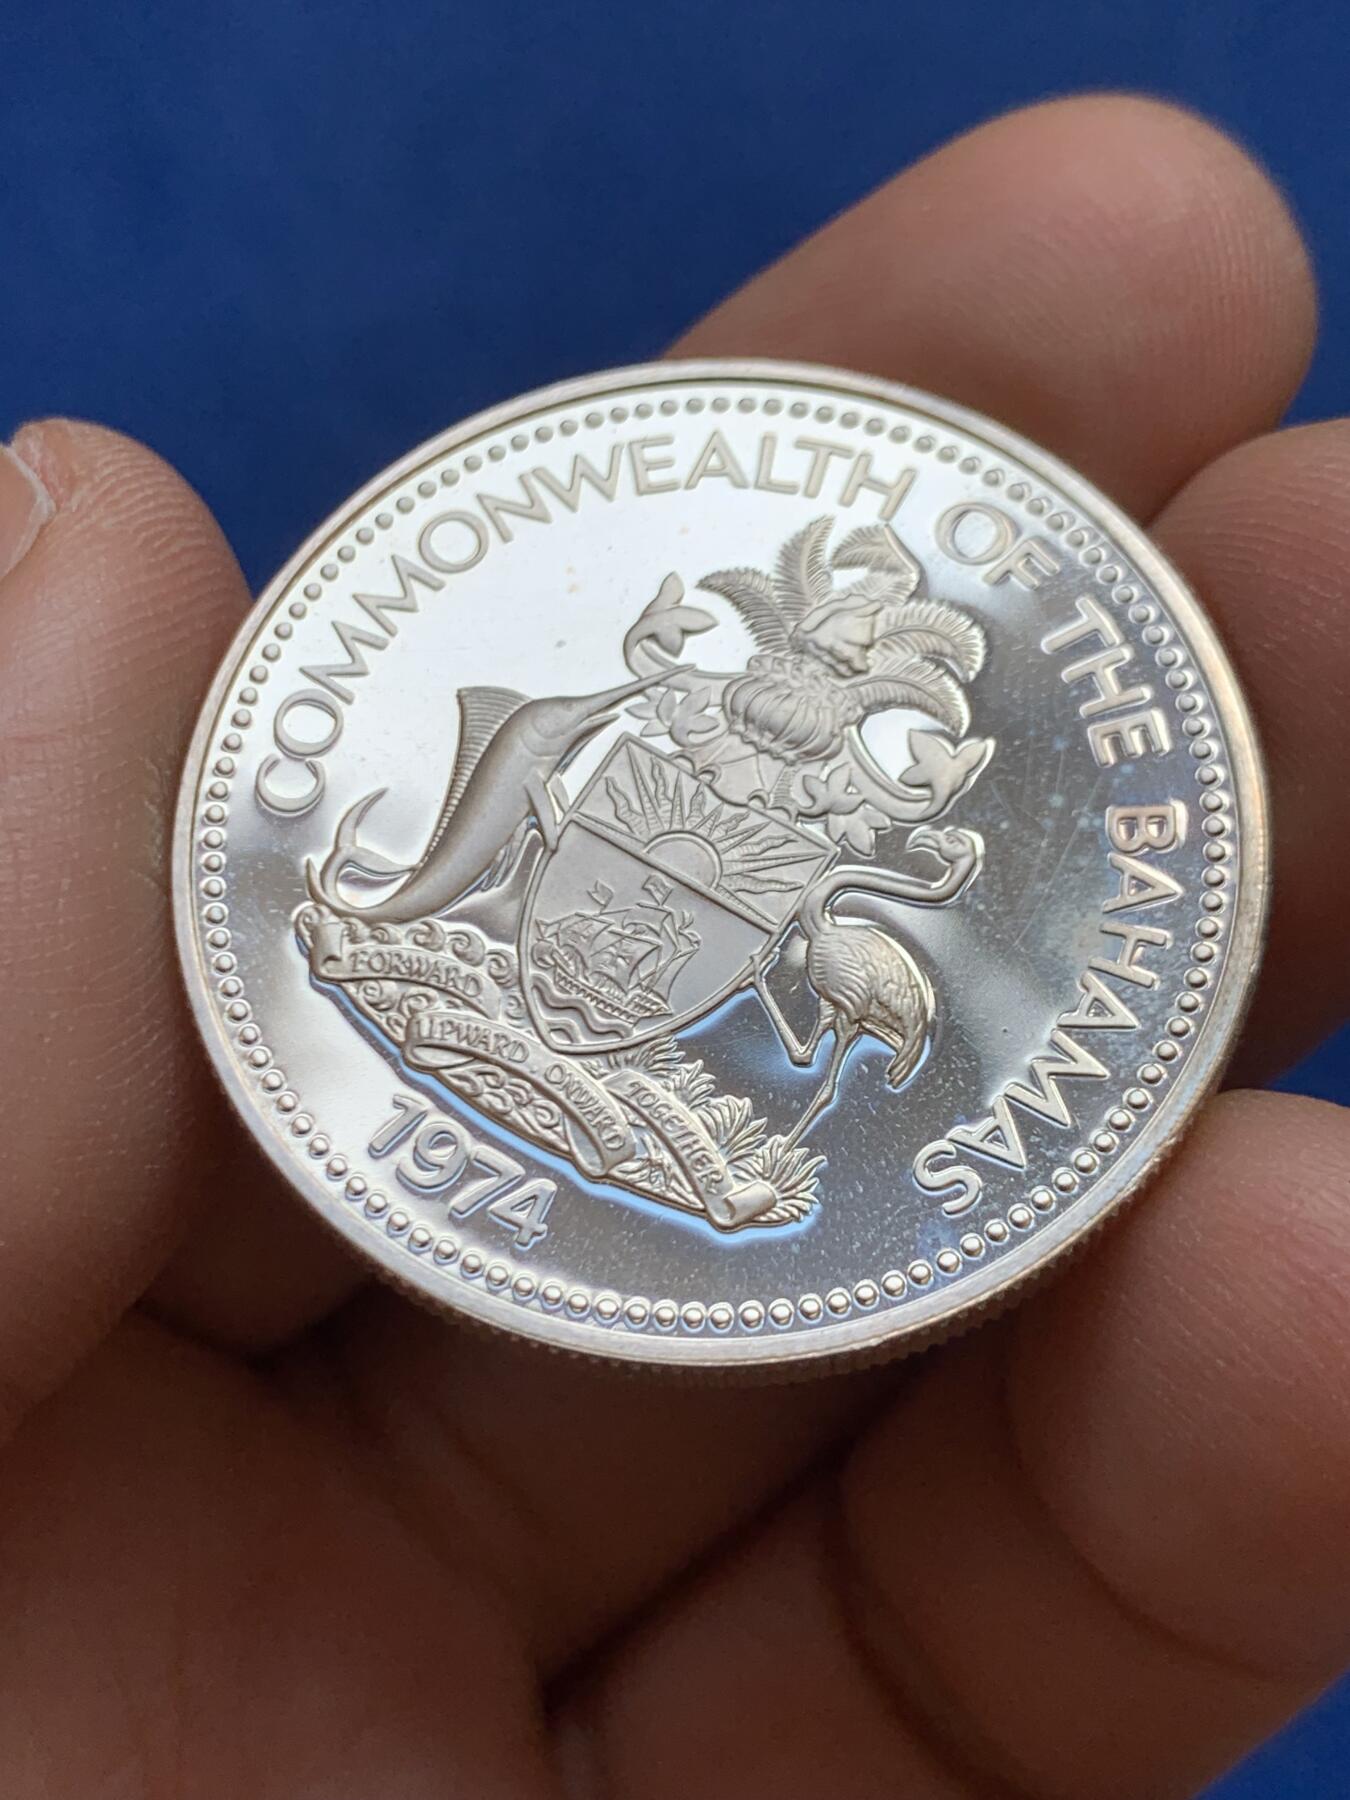 COMMONWEALTH OF THE BAHAMAS
FORWARD
UPWARD
ONWARD
TOGETHER
1974